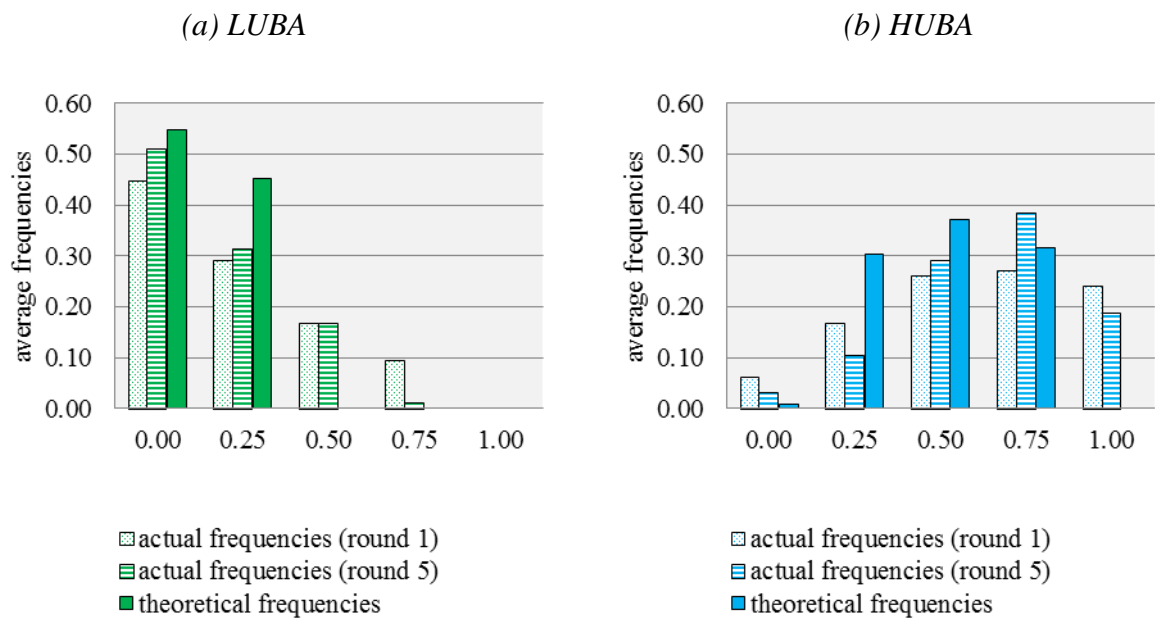 (a) LUBA
(b) HUBA
average frequencies
0.60
0.50
0.40
0.30
0.20
0.10
0.00
0.00 0.25 0.50 0.75 1.00
actual frequencies (round 1)
actual frequencies (round 5)
theoretical frequencies
average frequencies
0.60
0.50
0.40
0.30
0.20
0.10
0.00
0.00 0.25 0.50 0.75 1.00
actual frequencies (round 1)
actual frequencies (round 5)
theoretical frequencies